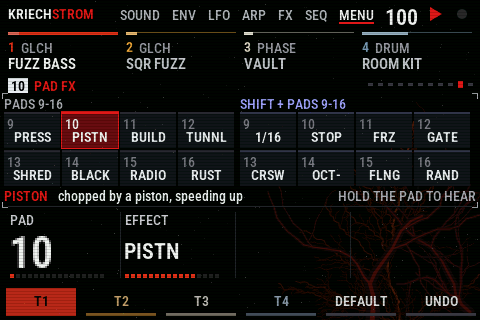 KRIECHSTROM SOUND ENV LFO ARP FX SEQ MENU 100
1 GLCH 2 GLCH 3 PHASE 4 DRUM
FUZZ BASS SQR FUZZ VAULT ROOM KIT
10 PAD FX
PADS 9-16 SHIFT + PADS 9-16
9 10 11 12 9 10 11 12
PRESS PISTN BUILD TUNNL 1/16 STOP FRZ GATE
13 14 15 16 13 14 15 16
SHRED BLACK RADIO RUST CRSW OCT- FLNG RAND
PISTON chopped by a piston, speeding up HOLD THE PAD TO HEAR
PAD EFFECT
10 PISTN
T1 T2 T3 T4 DEFAULT UNDO